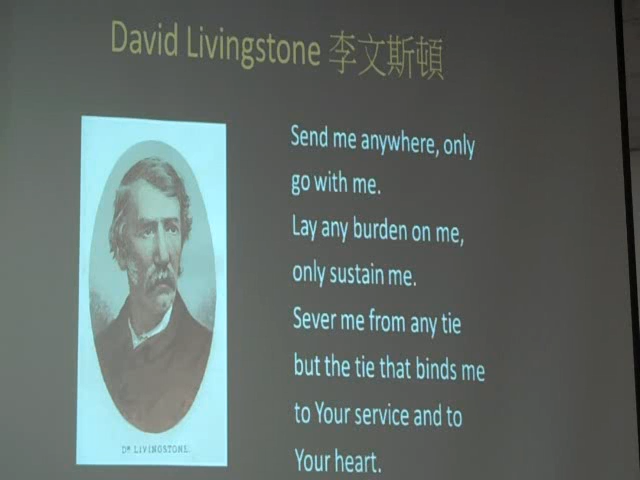 David Livingstone 李文斯頓
Send me anywhere, only
go with me.
Lay any burden on me,
only sustain me.
Sever me from any tie
but the tie that binds me
to Your service and to
Your heart.
DR LIVINGSTONE.